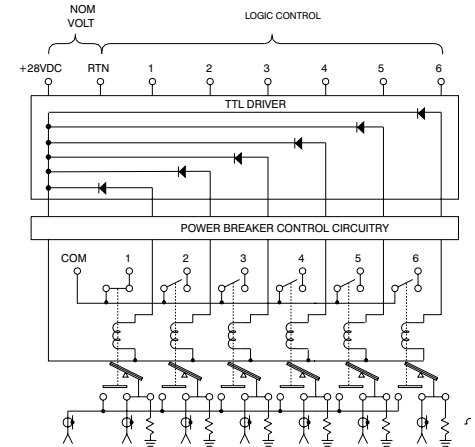 NOM
VOLT
LOGIC CONTROL
+28VDC RTN 1 2 3 4 5 6
TTL DRIVER
POWER BREAKER CONTROL CIRCUITRY
COM 1 2 3 4 5 6